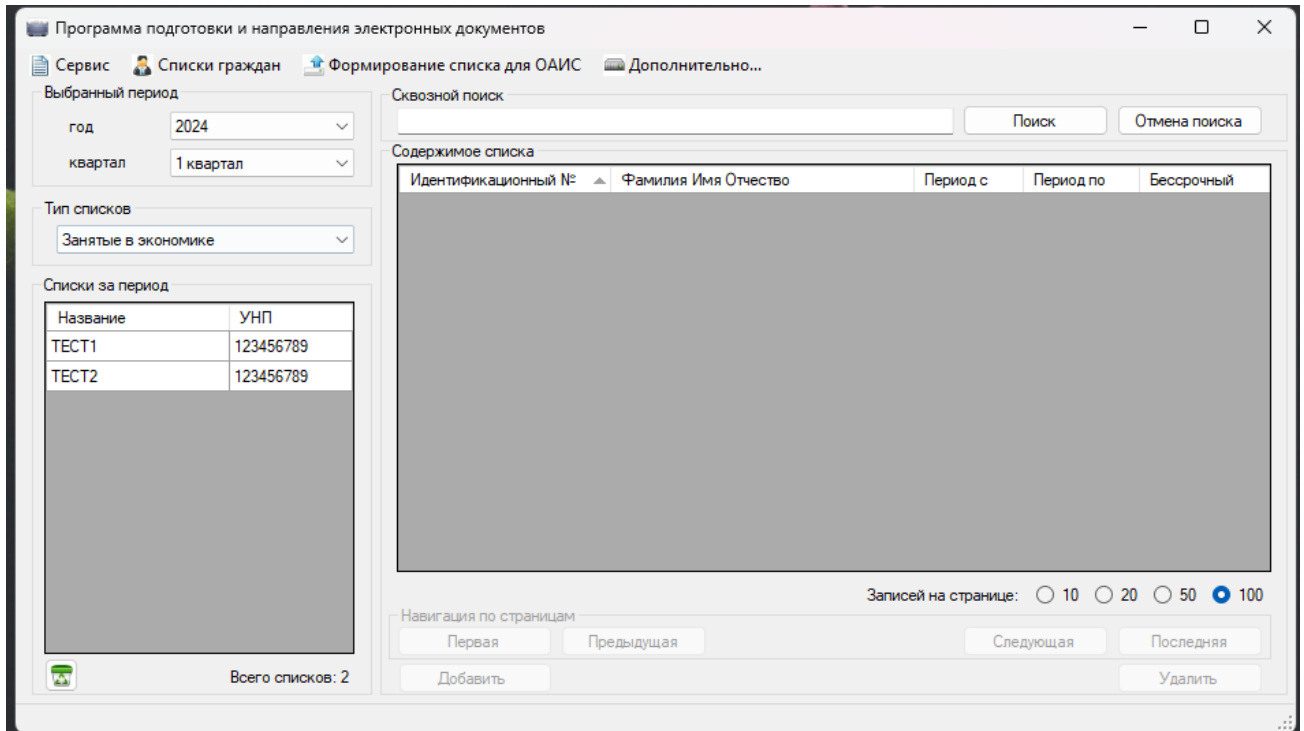 Программа подготовки и направления электронных документов
Сервис Списки граждан Формирование списка для ОАИС Дополнительно...
Выбранный период
год 2024
квартал 1 квартал
Тип списков
Занятые в экономике
Списки за период
Название УНП
ТЕСТ1 123456789
ТЕСТ2 123456789
Всего списков: 2
Сквозной поиск
Поиск Отмена поиска
Содержимое списка
Идентификационный № Фамилия Имя Отчество Период с Период по Бессрочный
Записей на странице: 10 20 50 100
Навигация по страницам
Первая Предыдущая Следующая Последняя
Добавить Удалить